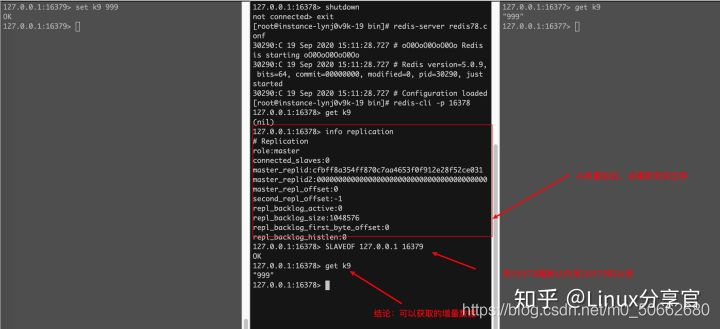 127.0.0.1:16379> set k9 999
OK
127.0.0.1:16379>
127.0.0.1:16378> shutdown
not connected> exit
[root@instance-lynj0v9k-19 bin]# redis-server redis78.c
onf
30290:C 19 Sep 2020 15:11:28.727 # oO0OoO0OoO0Oo Redis
is starting oO0OoO0OoO0Oo
30290:C 19 Sep 2020 15:11:28.727 # Redis version=5.0.9,
bits=64, commit=00000000, modified=0, pid=30290, just
started
30290:C 19 Sep 2020 15:11:28.727 # Configuration loaded
[root@instance-lynj0v9k-19 bin]# redis-cli -p 16378
127.0.0.1:16378> get k9
(nil)
127.0.0.1:16378> info replication
# Replication
role:master
connected_slaves:0
master_replid:cfbff8a354ff870c7aa4653f0f912e28f52ce031
master_replid2:0000000000000000000000000000000000000000
master_repl_offset:0
second_repl_offset:-1
repl_backlog_active:0
repl_backlog_size:1048576
repl_backlog_first_byte_offset:0
repl_backlog_histlen:0
127.0.0.1:16378> SLAVEOF 127.0.0.1 16379
OK
127.0.0.1:16378> get k9
"999"
127.0.0.1:16378>
127.0.0.1:16377> get k9
"999"
127.0.0.1:16377>
结论：可以获取的增量数据
知乎 @Linux分享官
https://blog.csdn.net/m0_50662680